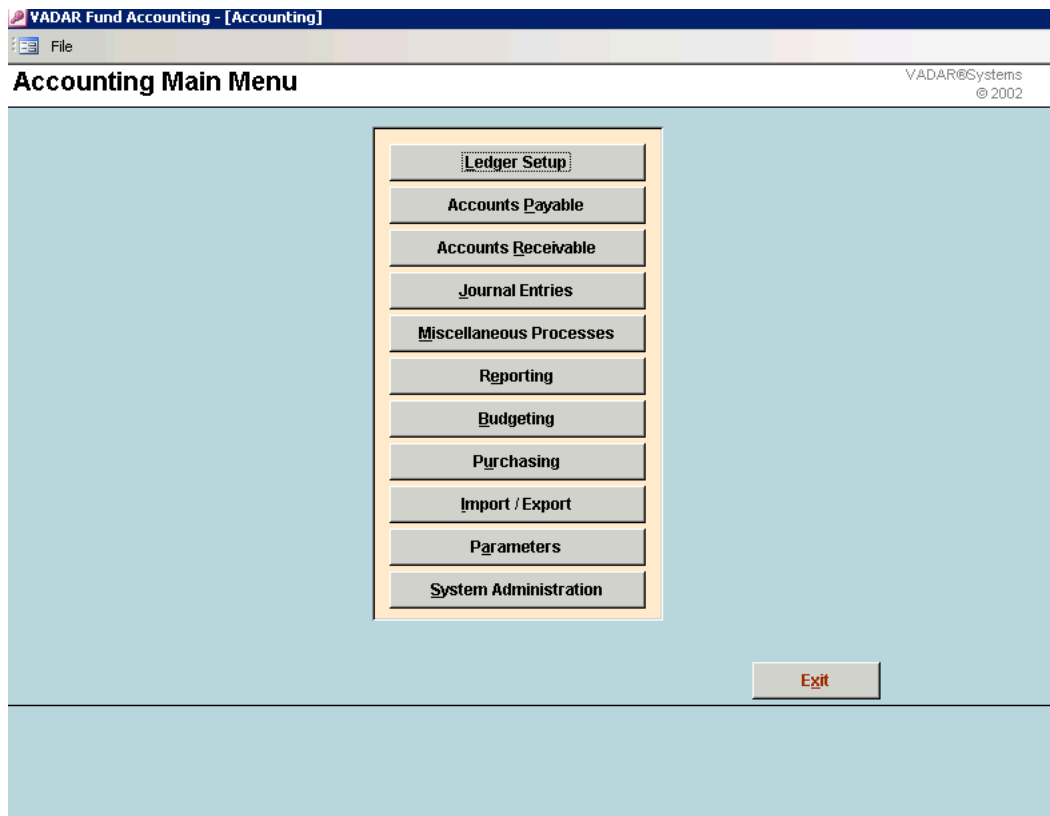 VADAR Fund Accounting - [Accounting]
File
Accounting Main Menu
VADAR®Systems
© 2002
Ledger Setup
Accounts Payable
Accounts Receivable
Journal Entries
Miscellaneous Processes
Reporting
Budgeting
Purchasing
Import / Export
Parameters
System Administration
Exit